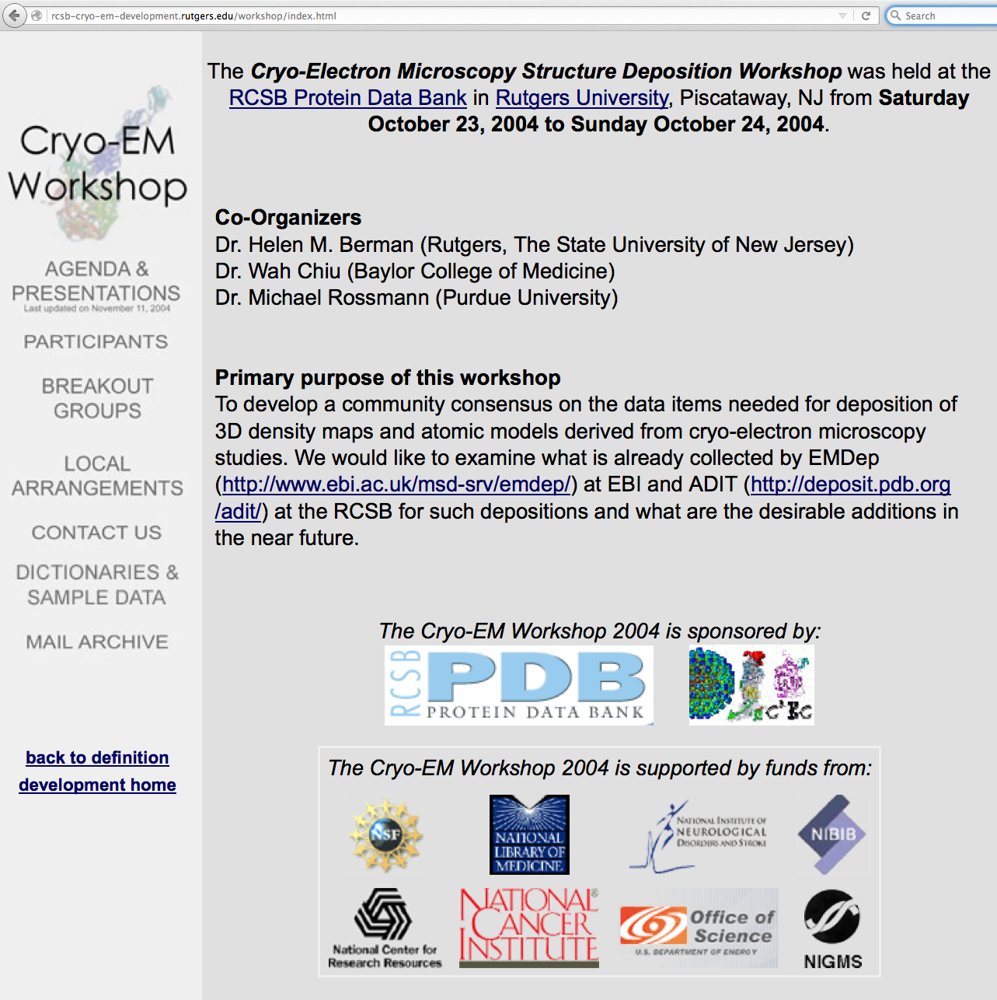 rcsb-cryo-em-development.rutgers.edu/workshop/index.html
Search
The Cryo-Electron Microscopy Structure Deposition Workshop was held at the
RCSB Protein Data Bank in Rutgers University, Piscataway, NJ from Saturday
October 23, 2004 to Sunday October 24, 2004.
Cryo-EM
Workshop
AGENDA &
PRESENTATIONS
Last updated on November 11, 2004
PARTICIPANTS
BREAKOUT
GROUPS
LOCAL
ARRANGEMENTS
CONTACT US
DICTIONARIES &
SAMPLE DATA
MAIL ARCHIVE
back to definition
development home
Co-Organizers
Dr. Helen M. Berman (Rutgers, The State University of New Jersey)
Dr. Wah Chiu (Baylor College of Medicine)
Dr. Michael Rossmann (Purdue University)
Primary purpose of this workshop
To develop a community consensus on the data items needed for deposition of
3D density maps and atomic models derived from cryo-electron microscopy
studies. We would like to examine what is already collected by EMDep
(http://www.ebi.ac.uk/msd-srv/emdep/) at EBI and ADIT (http://deposit.pdb.org
/adit/) at the RCSB for such depositions and what are the desirable additions in
the near future.
The Cryo-EM Workshop 2004 is sponsored by:
RCSB
PDB
PROTEIN DATA BANK
The Cryo-EM Workshop 2004 is supported by funds from:
NSF
NATIONAL
LIBRARY OF
MEDICINE
NATIONAL INSTITUTE OF
NEUROLOGICAL
DISORDERS AND STROKE
NIBIB
National Center for
Research Resources
NATIONAL
CANCER
INSTITUTE
®
Office of
Science
U.S. DEPARTMENT OF ENERGY
NIGMS